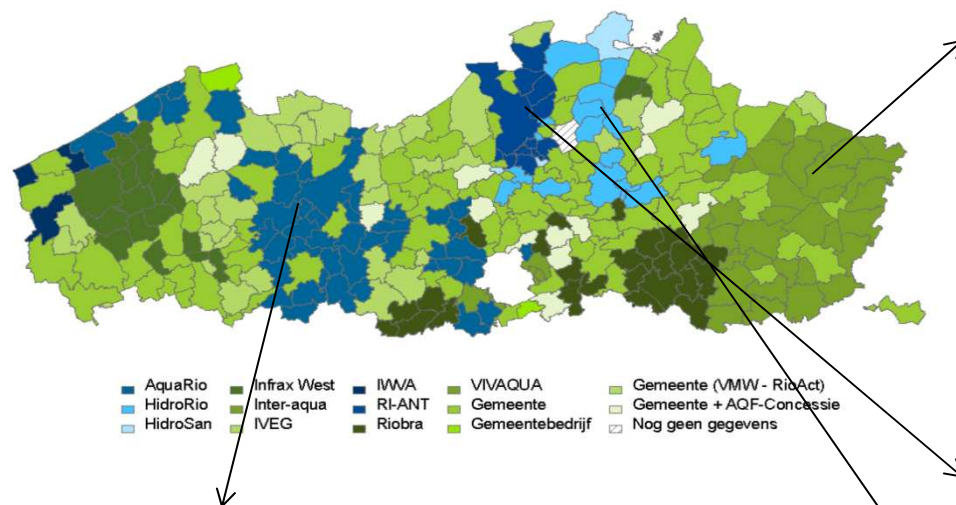 AquaRio Infrax West IWVA VIVAQUA Gemeente (VMW - RioAct)
HidroRio Inter-aqua RI-ANT Gemeente Gemeente + AQF-Concessie
HidroSan IVEG Riobra Gemeentebedrijf Nog geen gegevens